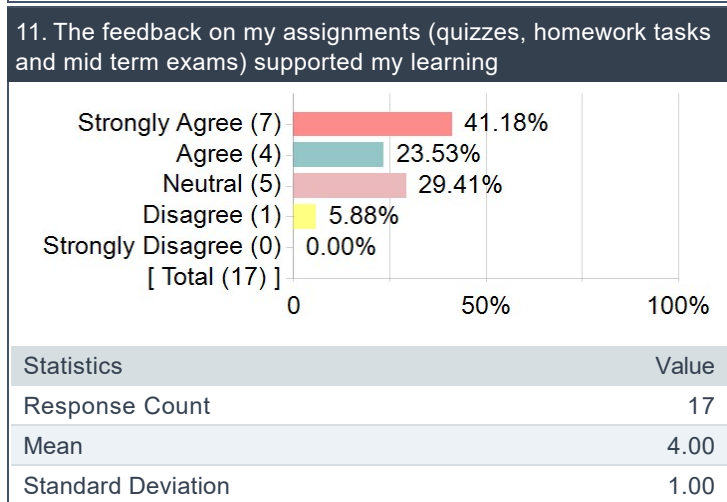 11. The feedback on my assignments (quizzes, homework tasks
and mid term exams) supported my learning
Strongly Agree (7) 41.18%
Agree (4) 23.53%
Neutral (5) 29.41%
Disagree (1) 5.88%
Strongly Disagree (0) 0.00%
[ Total (17) ]
0 50% 100%
Statistics Value
Response Count 17
Mean 4.00
Standard Deviation 1.00